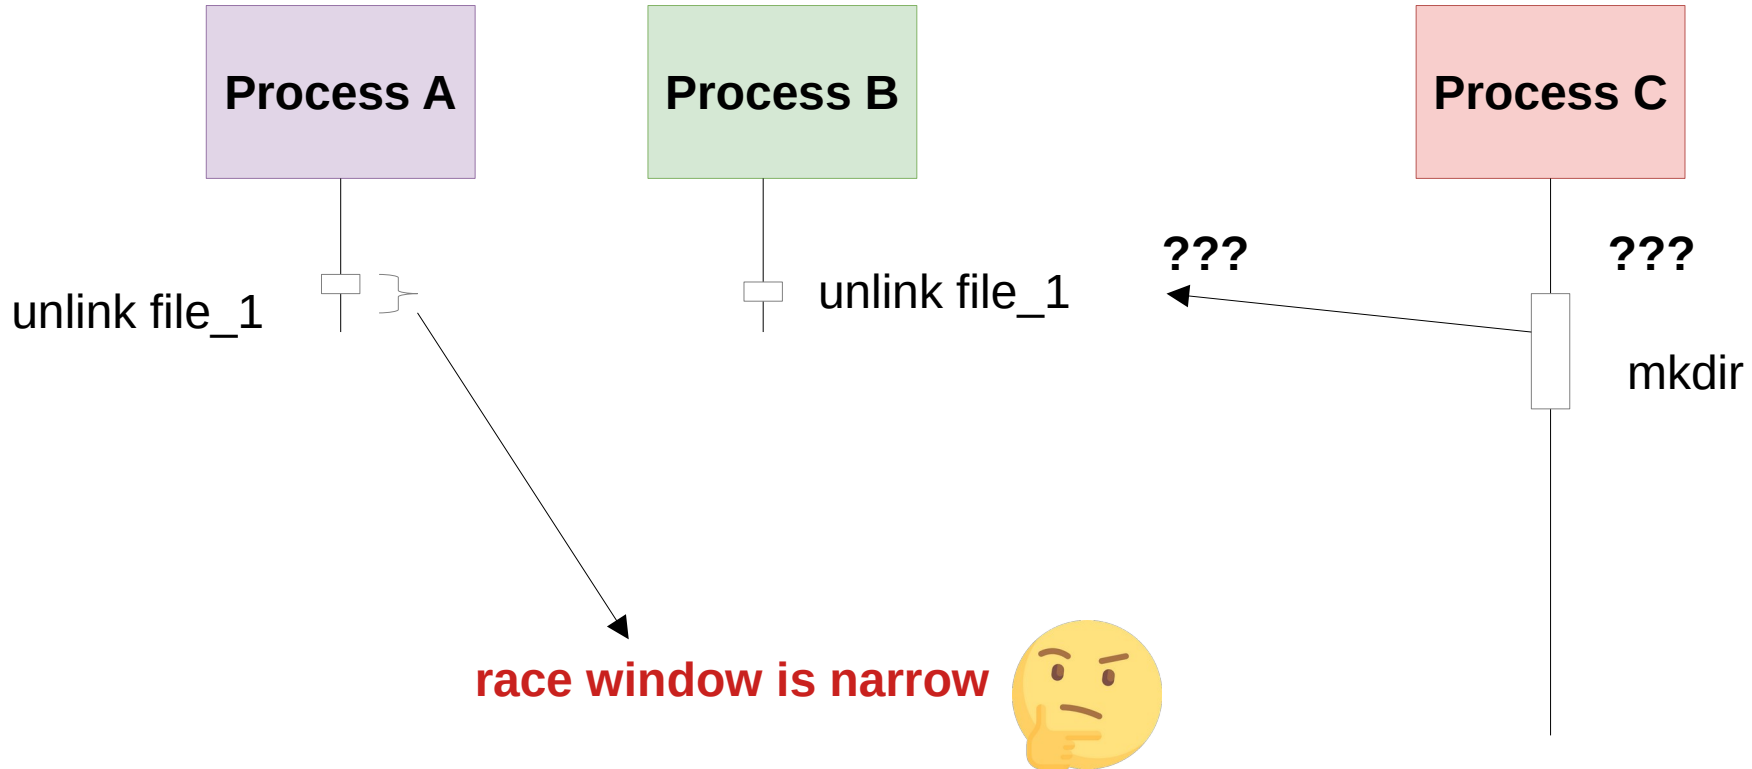 Process A
Process B
Process C
???
???
unlink file_1
unlink file_1
mkdir
race window is narrow